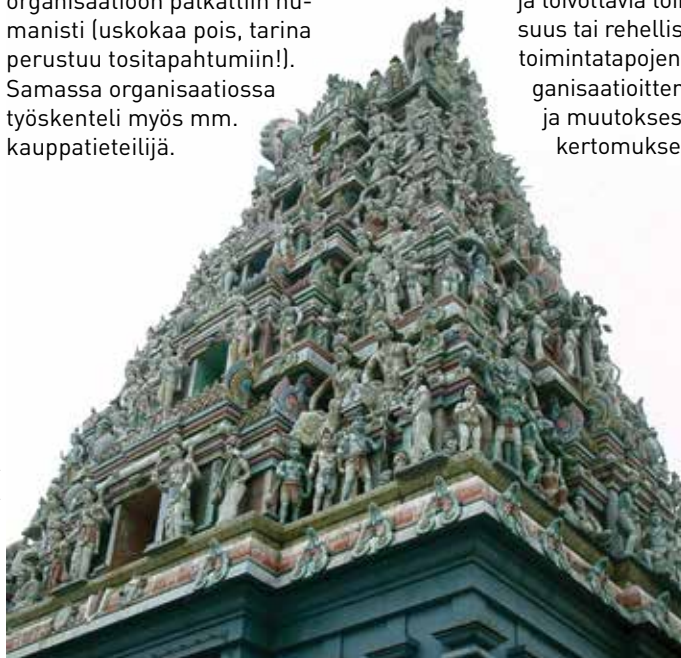 organisaatioon palkattiin hu-
manisti (uskokaa pois, tarina
perustuu tositapahtumiin!).
Samassa organisaatiossa
työskenteli myös mm.
kauppatieteilijä.
ja toivottavia toi
suus tai rehellis
toimintatapojen
ganisaatioitten
ja muutokses
kertomukse